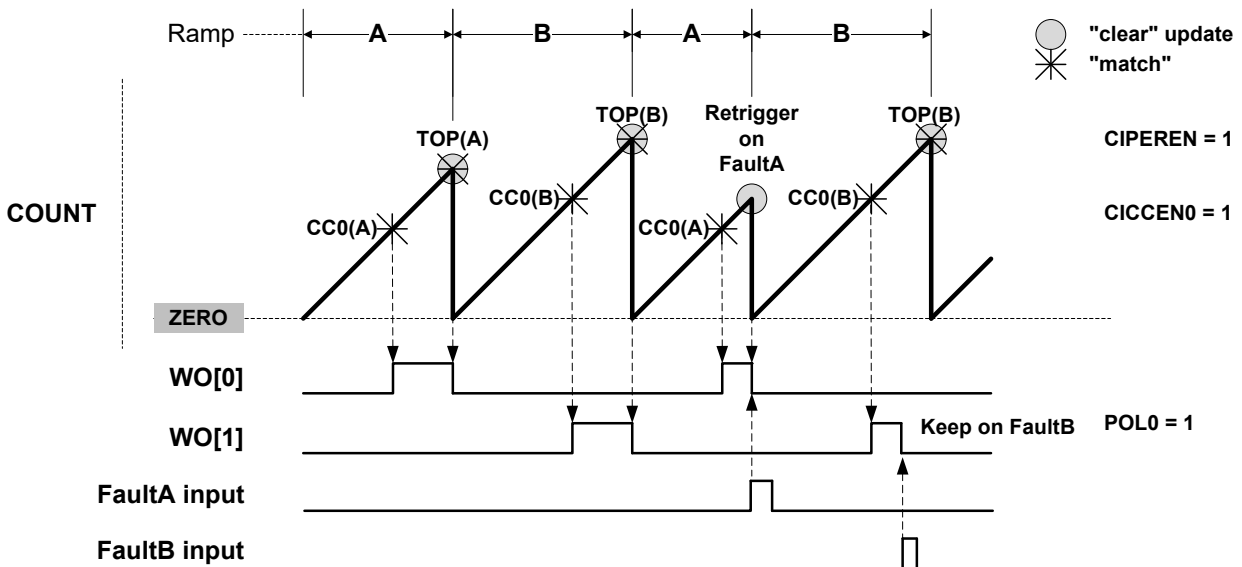 Ramp
A
B
A
B
"clear" update
"match"
TOP(A)
TOP(B)
Retrigger
on
FaultA
TOP(B)
CIPEREN = 1
COUNT
CC0(A)
CC0(B)
CC0(A)
CC0(B)
CICCEN0 = 1
ZERO
WO[0]
WO[1]
Keep on FaultB
POL0 = 1
FaultA input
FaultB input